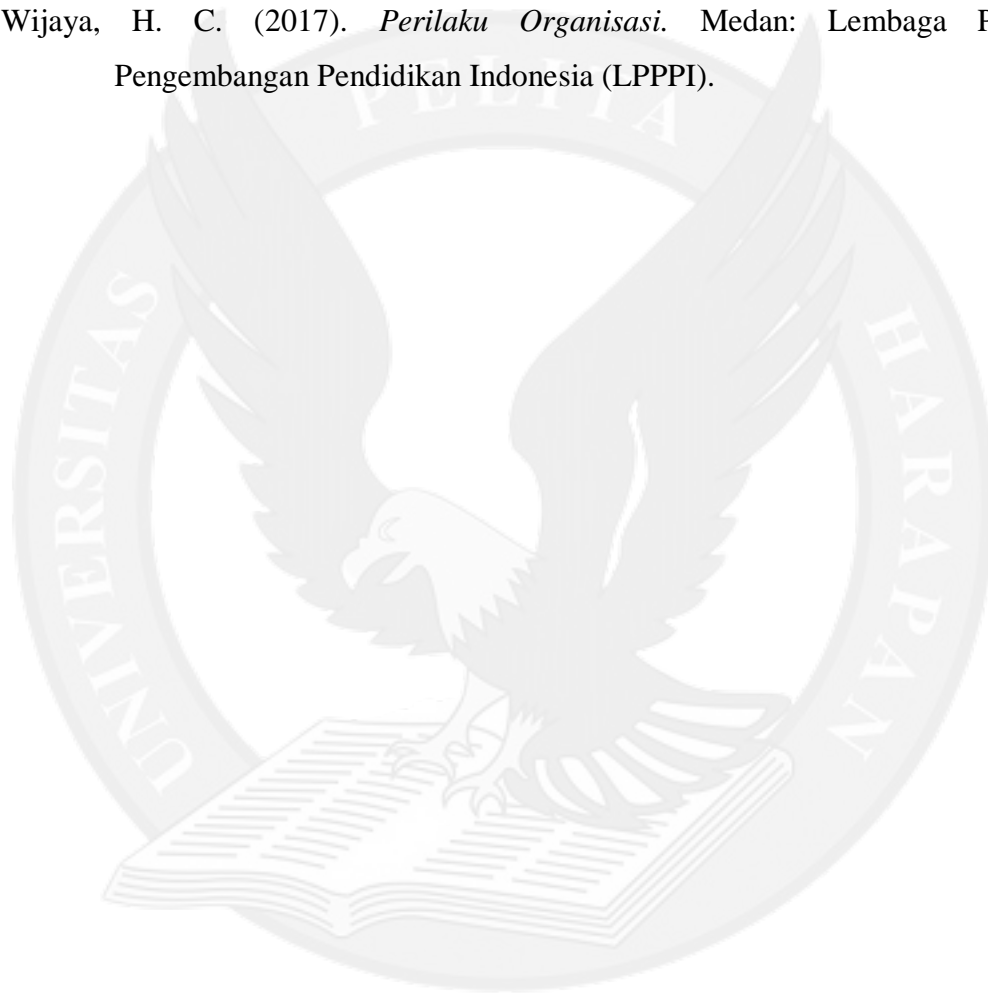 Wijaya, H. C. (2017). Perilaku Organisasi. Medan: Lembaga
Pengembangan Pendidikan Indonesia (LPPPI).
UNIVERSITAS PELITA HARAPAN